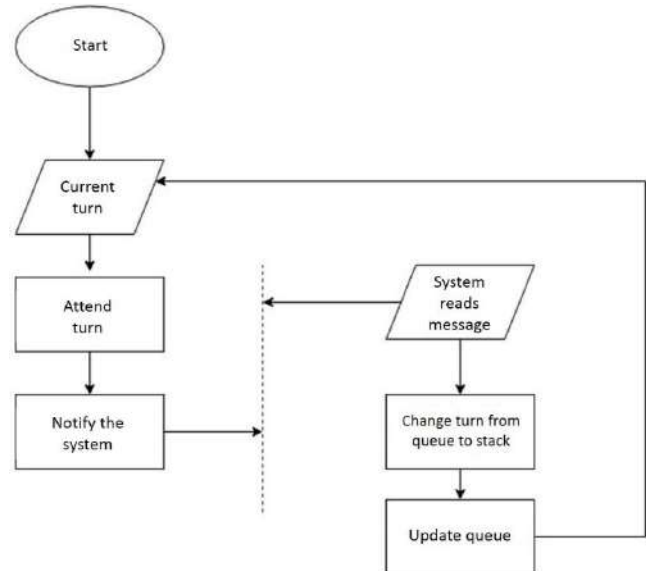 Start
Current
turn
Attend
turn
Notify the
system
System
reads
message
Change turn from
queue to stack
Update queue